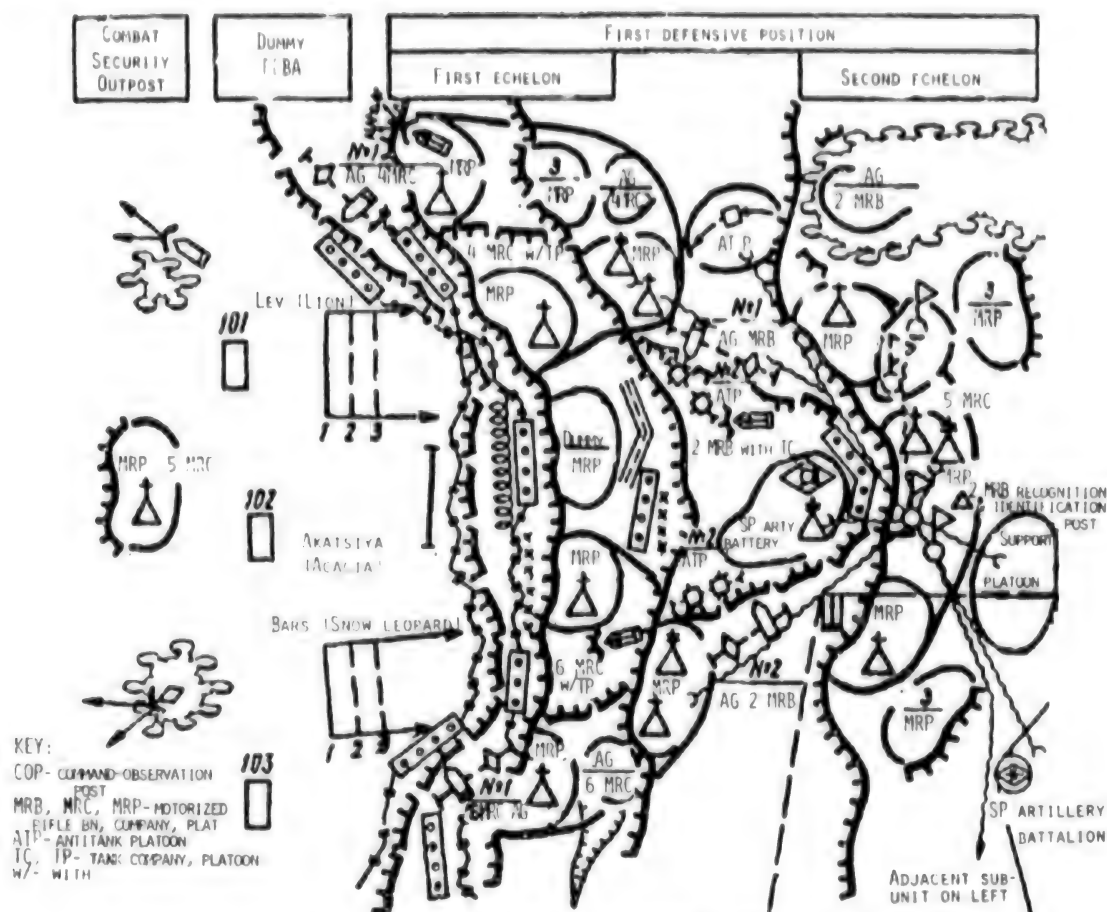 COMBAT
SECURITY
OUTPOST
DUMMY
FEBA
FIRST DEFENSIVE POSITION
FIRST ECHELON
SECOND ECHELON
№1
AG 4MRC
MRP
3
MRP
AG
4MRC
AT P
AG
2 MRB
4 MRC W/TP
MRP
MRP
LEV (LION)
101
1 2 3
№1
AG MRB
№2
ATP
MRP
3
MRP
5 MRC
DUMMY
MRP
2 MRB WITH TC
MRP
2 MRB RECOGNITION
IDENTIFICATION
POST
MRP 5 MRC
102
AKATSIYA
(ACACIA)
SP ARTY
BATTERY
SUPPORT
PLATOON
MRP
№2
ATP
MRP
BARS (SNOW LEOPARD)
6 MRC
W/TP
MRP
№2
AG 2 MRB
3
MRP
1 2 3
MRP
№1
AG
6 MRC
103
KEY:
COP- COMMAND-OBSERVATION
POST
MRB, MRC, MRP- MOTORIZED
RIFLE BN, COMPANY, PLAT
ATP- ANTITANK PLATOON
TC, TP- TANK COMPANY, PLATOON
W/- WITH
SP ARTILLERY
BATTALION
ADJACENT SUB-
UNIT ON LEFT